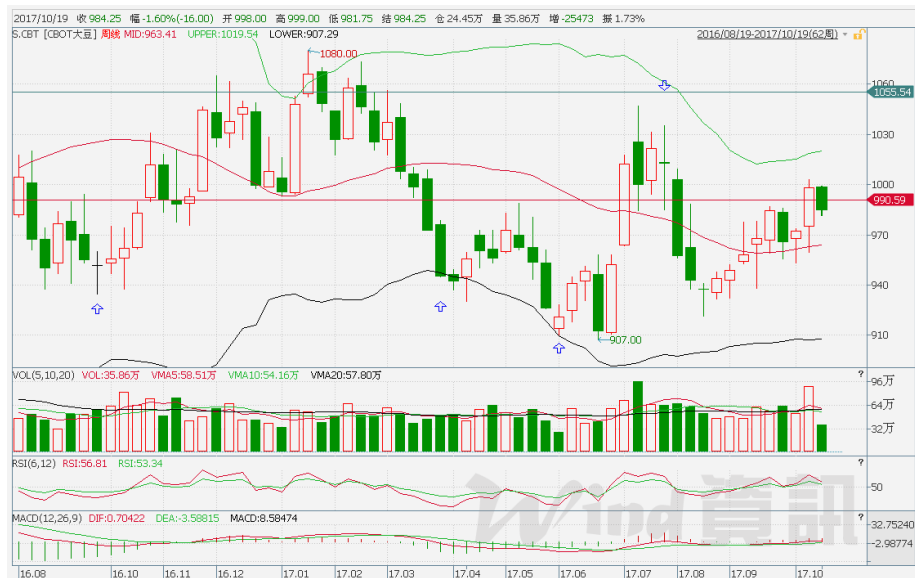 2017/10/19 收 984.25 幅 -1.60%(-16.00) 开 998.00 高 999.00 低 981.75 结 984.25 仓 24.45万 量 35.86万 增 -25473 振 1.73%
S.CBT [CBOT大豆] 周线 MID:963.41 UPPER:1019.54 LOWER:907.29 2016/08/19-2017/10/19(62周)
1080.00
1060
1055.54
1030
1000
990.59
970
940
910
907.00
VOL(5,10,20) VOL:35.86万 VMA5:58.51万 VMA10:54.16万 VMA20:57.80万 ?
96万
64万
32万
RSI(6,12) RSI:56.81 RSI:53.34 ?
50
Wind资訊
MACD(12,26,9) DIF:0.70422 DEA:-3.58815 MACD:8.58474 ?
32.75240
-2.98774
16.08 16.10 16.11 16.12 17.01 17.02 17.03 17.04 17.05 17.06 17.07 17.08 17.09 17.10